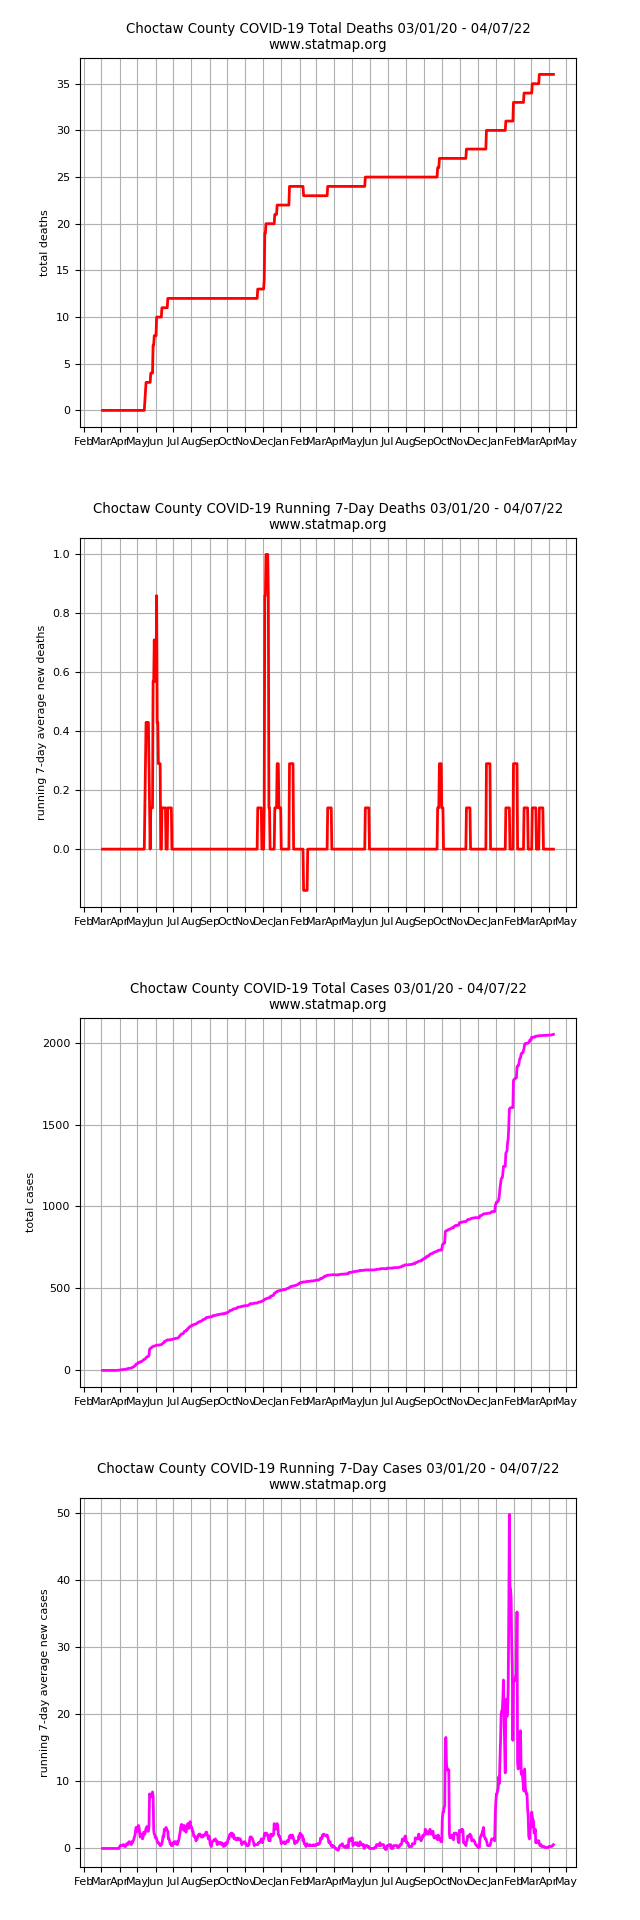 Choctaw County COVID-19 Total Deaths 03/01/20 - 04/07/22
www.statmap.org
35
30
25
20
15
10
5
0
total deaths
Feb Mar Apr May Jun Jul Aug Sep Oct Nov Dec Jan Feb Mar Apr May Jun Jul Aug Sep Oct Nov Dec Jan Feb Mar Apr May
Choctaw County COVID-19 Running 7-Day Deaths 03/01/20 - 04/07/22
www.statmap.org
1.0
0.8
0.6
0.4
0.2
0.0
running 7-day average new deaths
Feb Mar Apr May Jun Jul Aug Sep Oct Nov Dec Jan Feb Mar Apr May Jun Jul Aug Sep Oct Nov Dec Jan Feb Mar Apr May
Choctaw County COVID-19 Total Cases 03/01/20 - 04/07/22
www.statmap.org
2000
1500
1000
500
0
total cases
Feb Mar Apr May Jun Jul Aug Sep Oct Nov Dec Jan Feb Mar Apr May Jun Jul Aug Sep Oct Nov Dec Jan Feb Mar Apr May
Choctaw County COVID-19 Running 7-Day Cases 03/01/20 - 04/07/22
www.statmap.org
50
40
30
20
10
0
running 7-day average new cases
Feb Mar Apr May Jun Jul Aug Sep Oct Nov Dec Jan Feb Mar Apr May Jun Jul Aug Sep Oct Nov Dec Jan Feb Mar Apr May